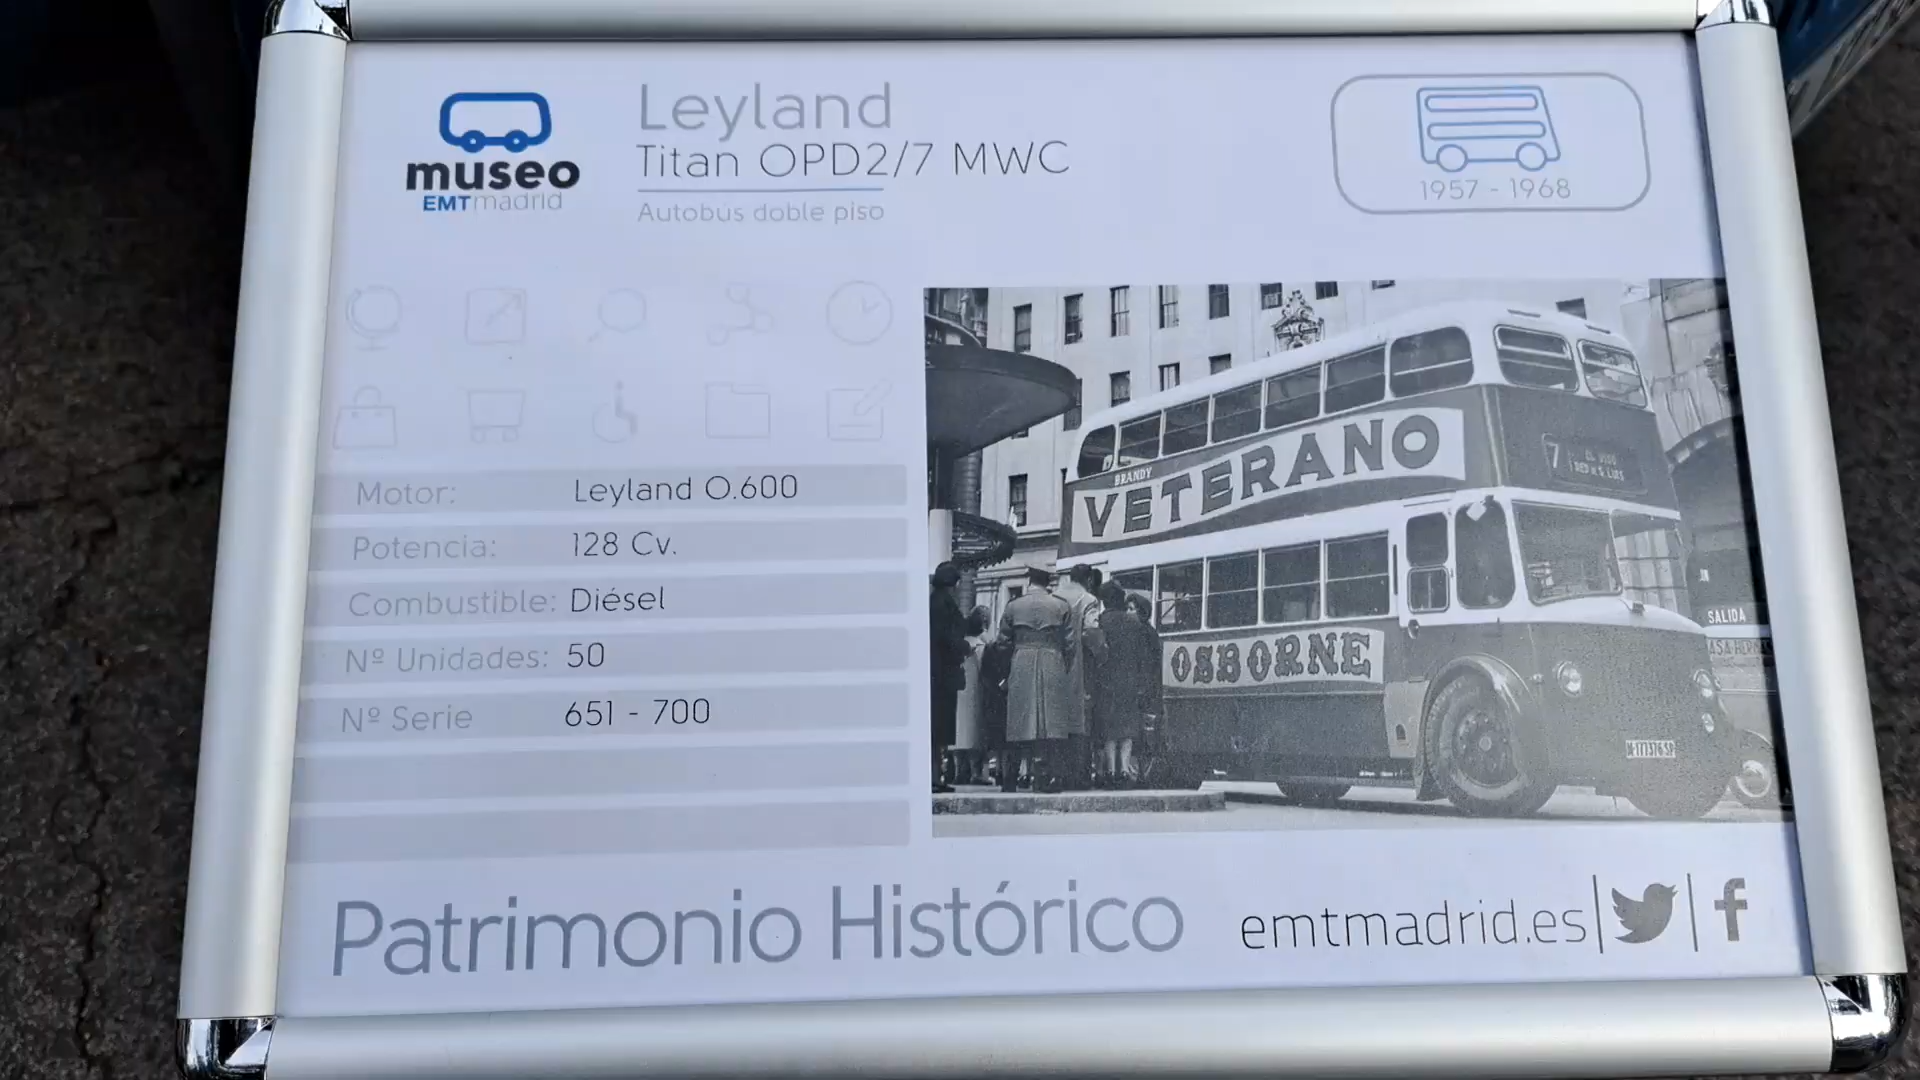 museo
EMTmadrid
Leyland
Titan OPD2/7 MWC
Autobús doble piso
1957 - 1968
Motor: Leyland O.600
Potencia: 128 Cv.
Combustible: Diésel
Nº Unidades: 50
Nº Serie 651 - 700
BRANDY
VETERANO
OSBORNE
7
SALIDA
Patrimonio Histórico
emtmadrid.es